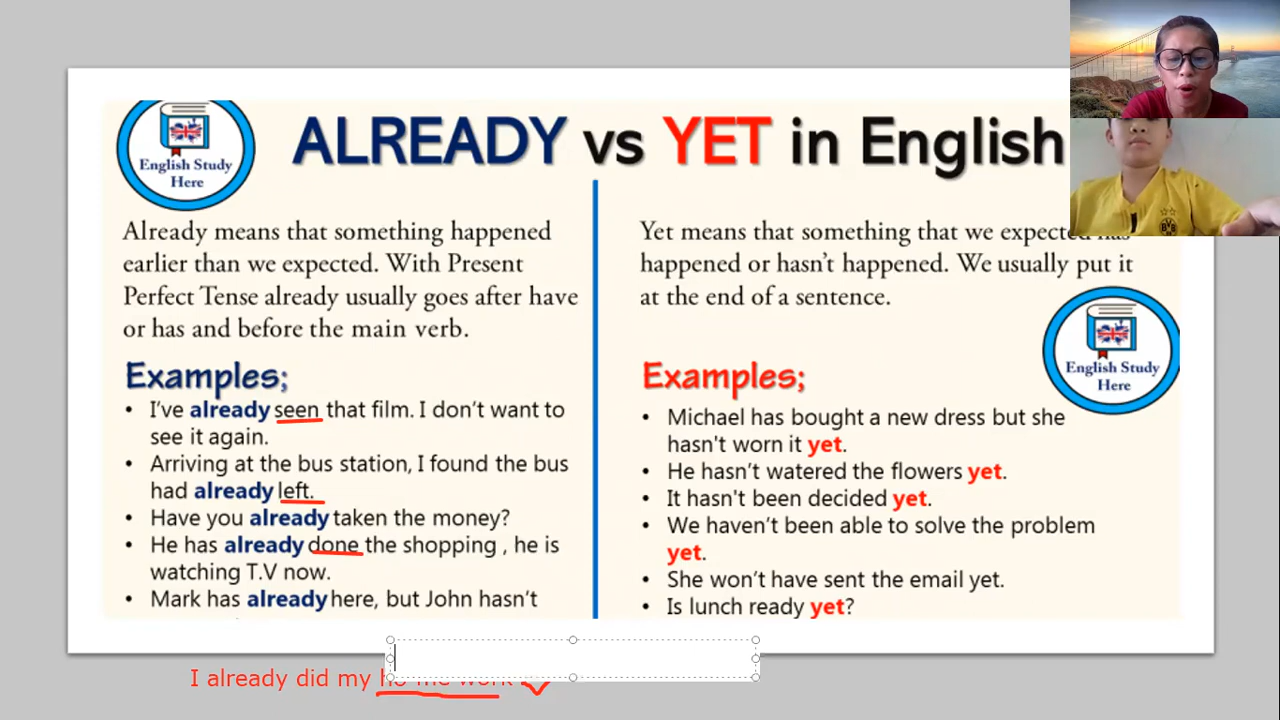 English Study
Here
ALREADY vs YET in English
Already means that something happened
earlier than we expected. With Present
Perfect Tense already usually goes after have
or has and before the main verb.
Examples;
• I've already seen that film. I don't want to
see it again.
• Arriving at the bus station, I found the bus
had already left.
• Have you already taken the money?
• He has already done the shopping , he is
watching T.V now.
• Mark has already here, but John hasn't
Yet means that something that we expected has
happened or hasn't happened. We usually put it
at the end of a sentence.
English Study
Here
Examples;
• Michael has bought a new dress but she
hasn't worn it yet.
• He hasn't watered the flowers yet.
• It hasn't been decided yet.
• We haven't been able to solve the problem
yet.
• She won't have sent the email yet.
• Is lunch ready yet?
I already did my ho me work